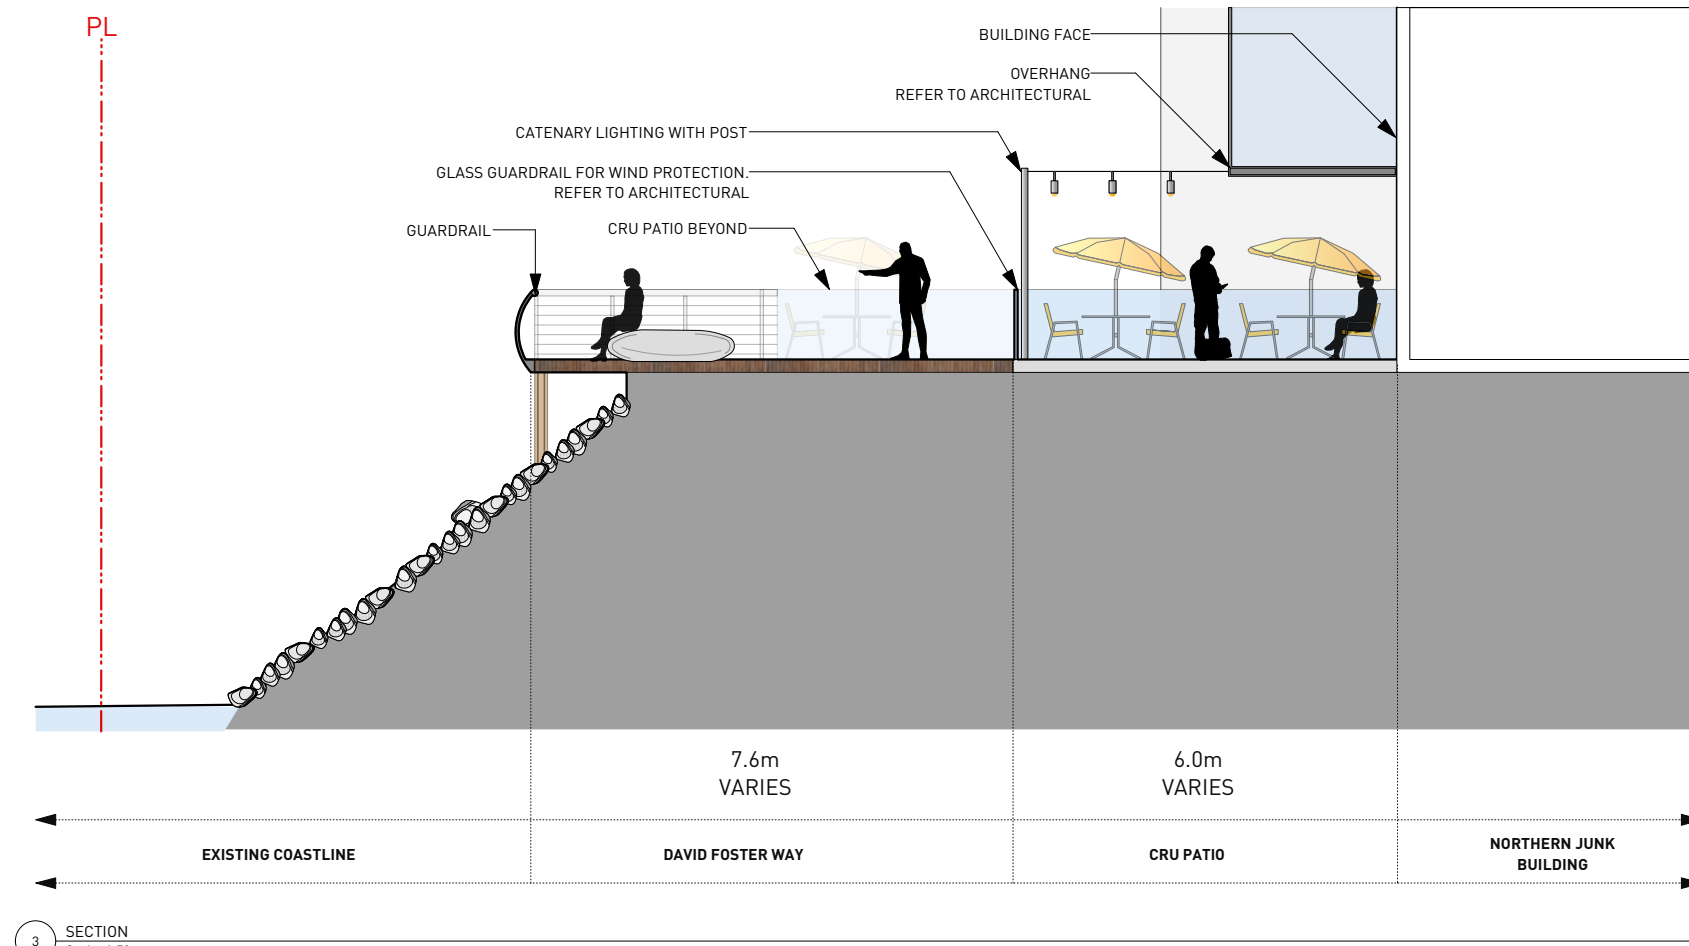 PL
BUILDING FACE
OVERHANG
REFER TO ARCHITECTURAL
CATENARY LIGHTING WITH POST
GLASS GUARDRAIL FOR WIND PROTECTION.
REFER TO ARCHITECTURAL
GUARDRAIL
CRU PATIO BEYOND
7.6m
VARIES
6.0m
VARIES
EXISTING COASTLINE
DAVID FOSTER WAY
CRU PATIO
NORTHERN JUNK
BUILDING
3
SECTION